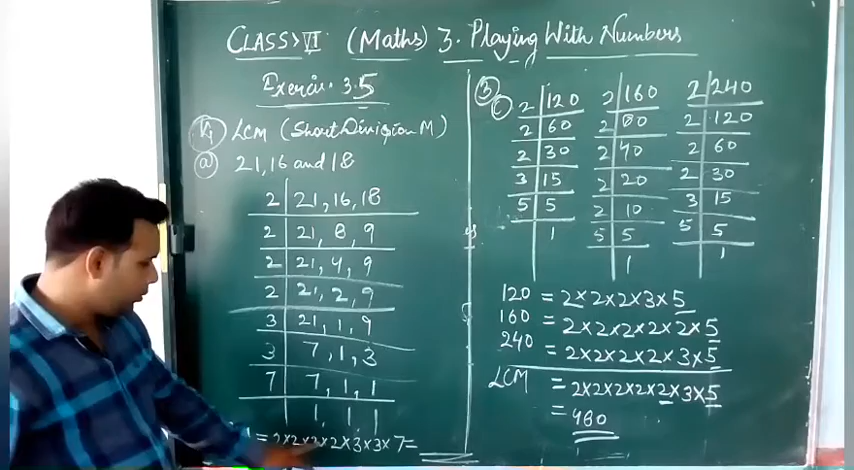 CLASS VI (Maths) 3. Playing With Numbers
Exercise 3.5
LCM (Short Division M)
(a) 21, 16 and 18
2 | 21, 16, 18
2 | 21, 8, 9
2 | 21, 4, 9
2 | 21, 2, 9
3 | 21, 1, 9
3 | 7, 1, 3
7 | 7, 1, 1
1, 1, 1
= 2×2×2×2×3×3×7=
(3)
(c) 2 | 120 2 | 160 2 | 240
2 | 60 2 | 80 2 | 120
2 | 30 2 | 40 2 | 60
3 | 15 2 | 20 2 | 30
5 | 5 2 | 10 3 | 15
1 5 | 5 5 | 5
1 1
120 = 2×2×2×3×5
160 = 2×2×2×2×2×5
240 = 2×2×2×2×3×5
LCM = 2×2×2×2×2×3×5
= 480